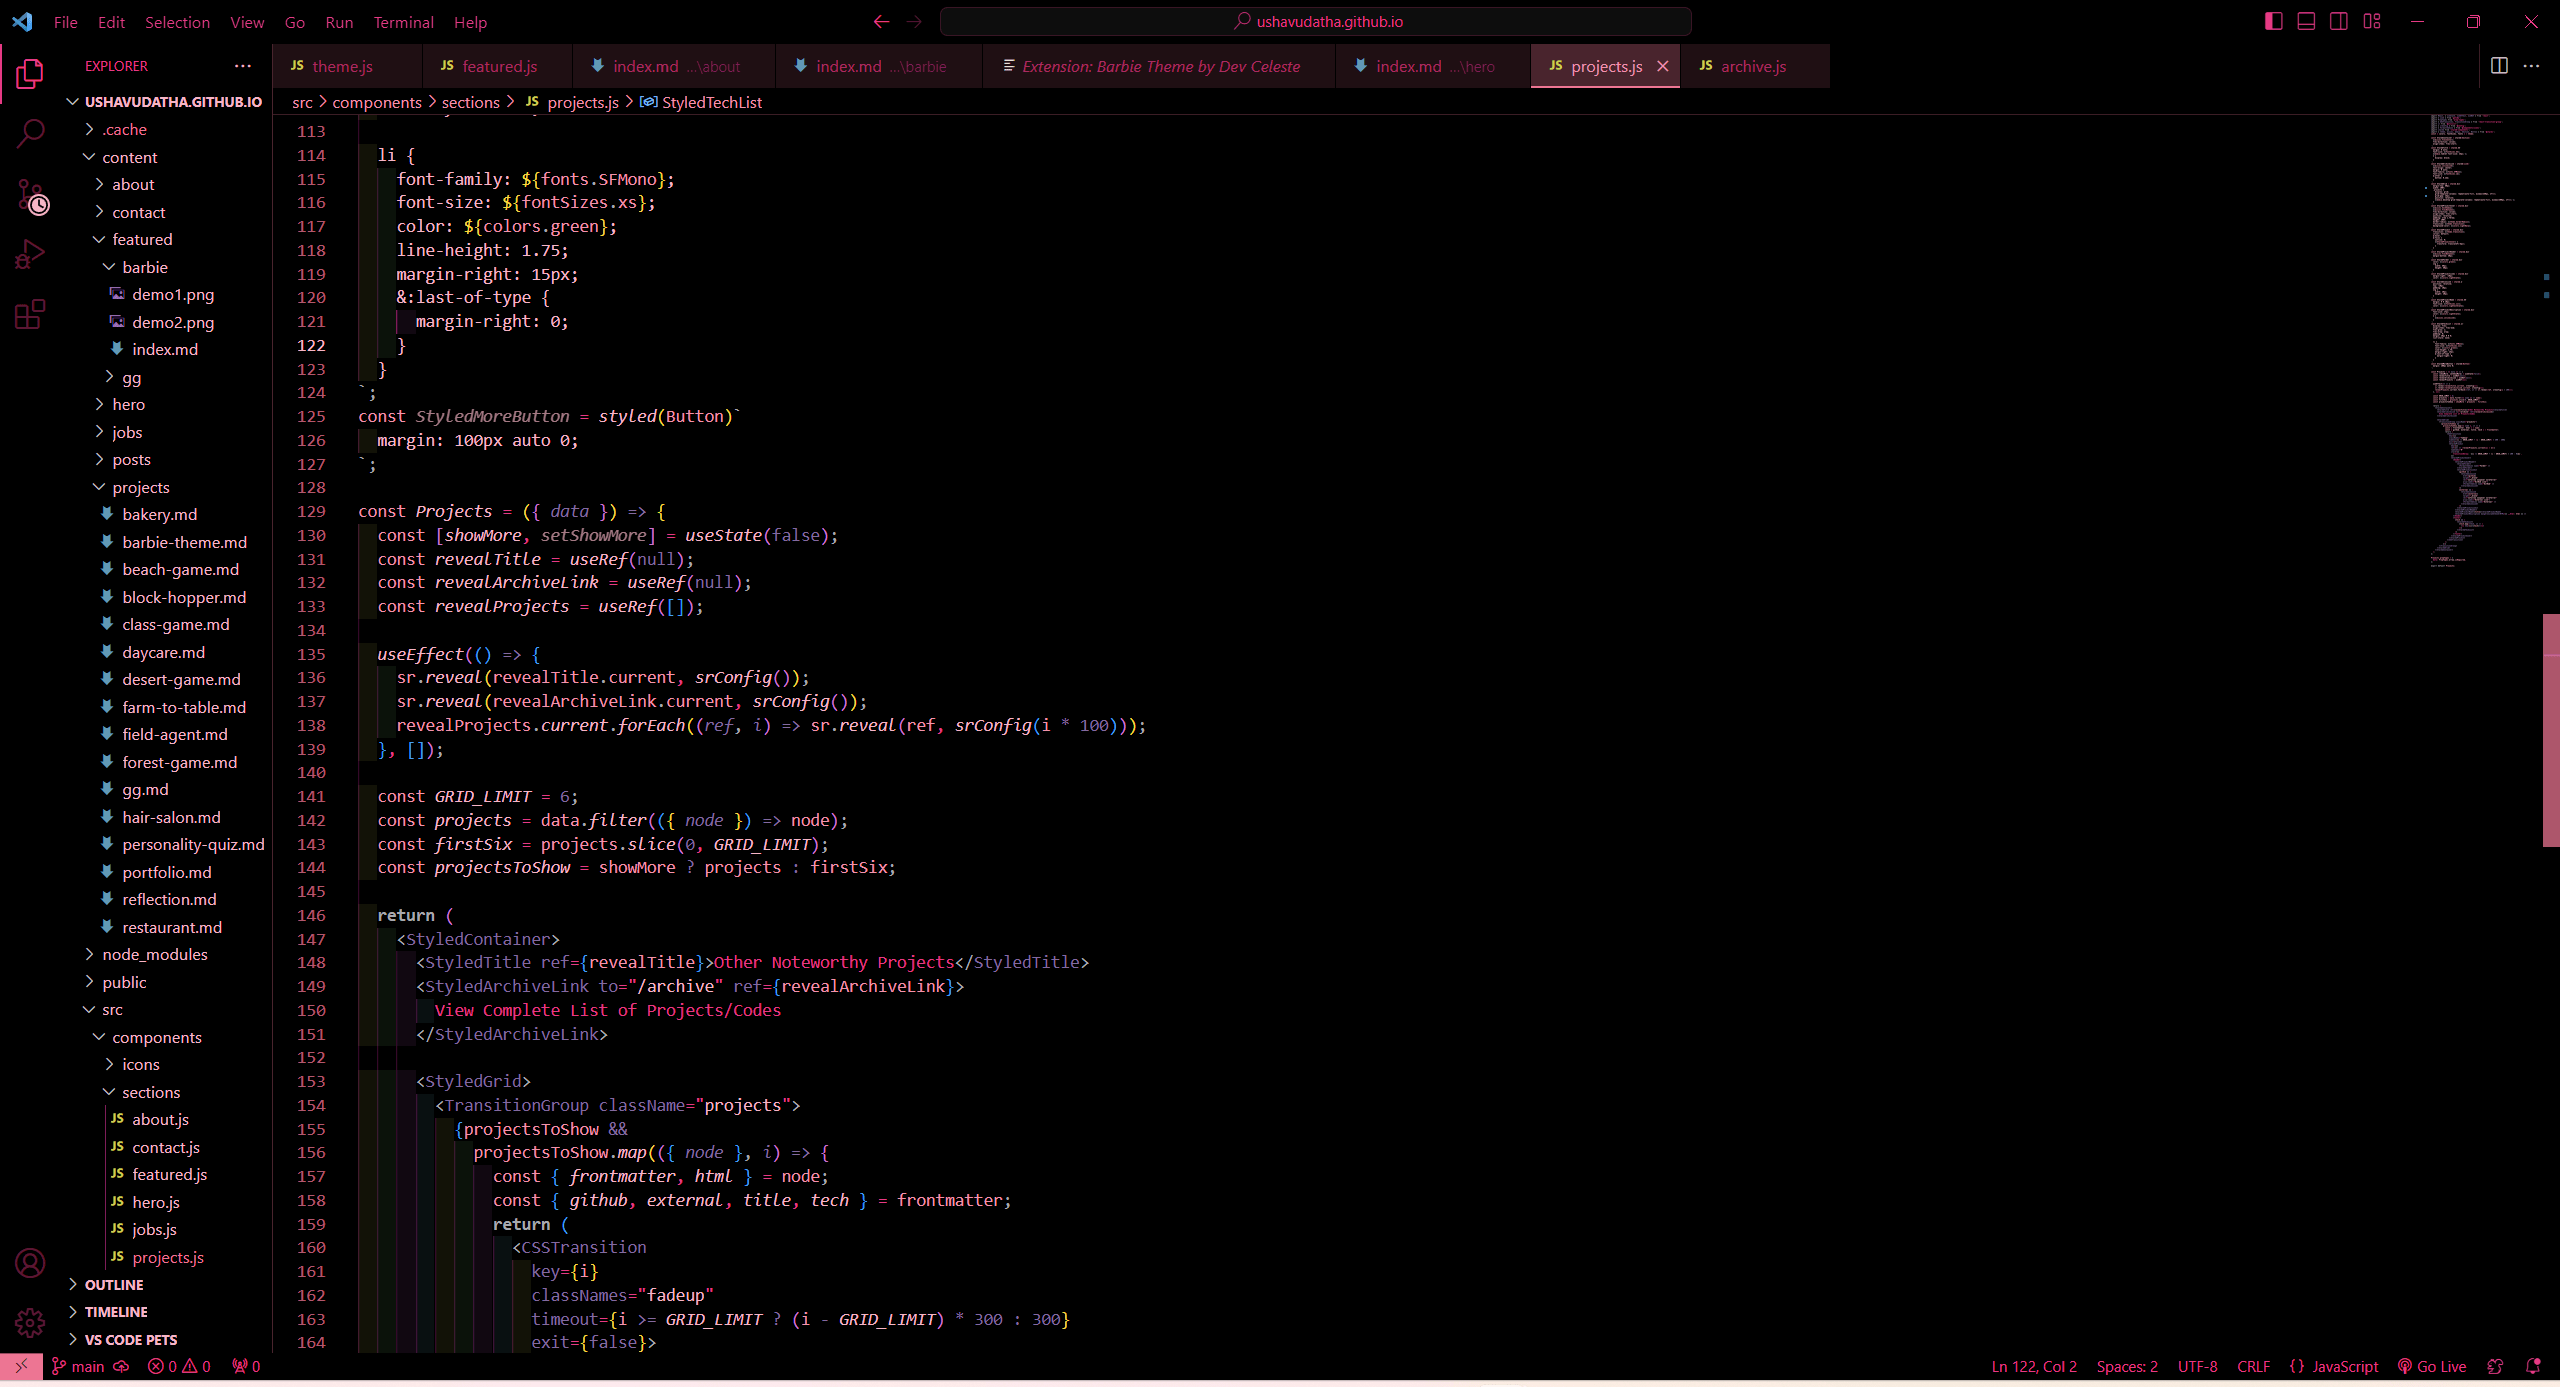 File Edit Selection View Go Run Terminal Help
ushavudatha.github.io
EXPLORER
JS theme.js
JS featured.js
index.md ...\about
index.md ...\barbie
Extension: Barbie Theme by Dev Celeste
index.md ...\hero
JS projects.js
JS archive.js
src > components > sections > JS projects.js > StyledTechList
USHAVUDATHA.GITHUB.IO
.cache
content
about
contact
featured
barbie
demo1.png
demo2.png
index.md
gg
hero
jobs
posts
projects
bakery.md
barbie-theme.md
beach-game.md
block-hopper.md
class-game.md
daycare.md
desert-game.md
farm-to-table.md
field-agent.md
forest-game.md
gg.md
hair-salon.md
personality-quiz.md
portfolio.md
reflection.md
restaurant.md
node_modules
public
src
components
icons
sections
JS about.js
JS contact.js
JS featured.js
JS hero.js
JS jobs.js
JS projects.js
OUTLINE
TIMELINE
VS CODE PETS
113
114 li {
115 font-family: ${fonts.SFMono};
116 font-size: ${fontSizes.xs};
117 color: ${colors.green};
118 line-height: 1.75;
119 margin-right: 15px;
120 &:last-of-type {
121 margin-right: 0;
122 }
123 }
124 `;
125 const StyledMoreButton = styled(Button)`
126 margin: 100px auto 0;
127 `;
128
129 const Projects = ({ data }) => {
130 const [showMore, setShowMore] = useState(false);
131 const revealTitle = useRef(null);
132 const revealArchiveLink = useRef(null);
133 const revealProjects = useRef([]);
134
135 useEffect(() => {
136 sr.reveal(revealTitle.current, srConfig());
137 sr.reveal(revealArchiveLink.current, srConfig());
138 revealProjects.current.forEach((ref, i) => sr.reveal(ref, srConfig(i * 100)));
139 }, []);
140
141 const GRID_LIMIT = 6;
142 const projects = data.filter(({ node }) => node);
143 const firstSix = projects.slice(0, GRID_LIMIT);
144 const projectsToShow = showMore ? projects : firstSix;
145
146 return (
147 <StyledContainer>
148 <StyledTitle ref={revealTitle}>Other Noteworthy Projects</StyledTitle>
149 <StyledArchiveLink to="/archive" ref={revealArchiveLink}>
150 View Complete List of Projects/Codes
151 </StyledArchiveLink>
152
153 <StyledGrid>
154 <TransitionGroup className="projects">
155 {projectsToShow &&
156 projectsToShow.map(({ node }, i) => {
157 const { frontmatter, html } = node;
158 const { github, external, title, tech } = frontmatter;
159 return (
160 <CSSTransition
161 key={i}
162 classNames="fadeup"
163 timeout={i >= GRID_LIMIT ? (i - GRID_LIMIT) * 300 : 300}
164 exit={false}>
main 0 0 0
Ln 122, Col 2 Spaces: 2 UTF-8 CRLF {} JavaScript Go Live